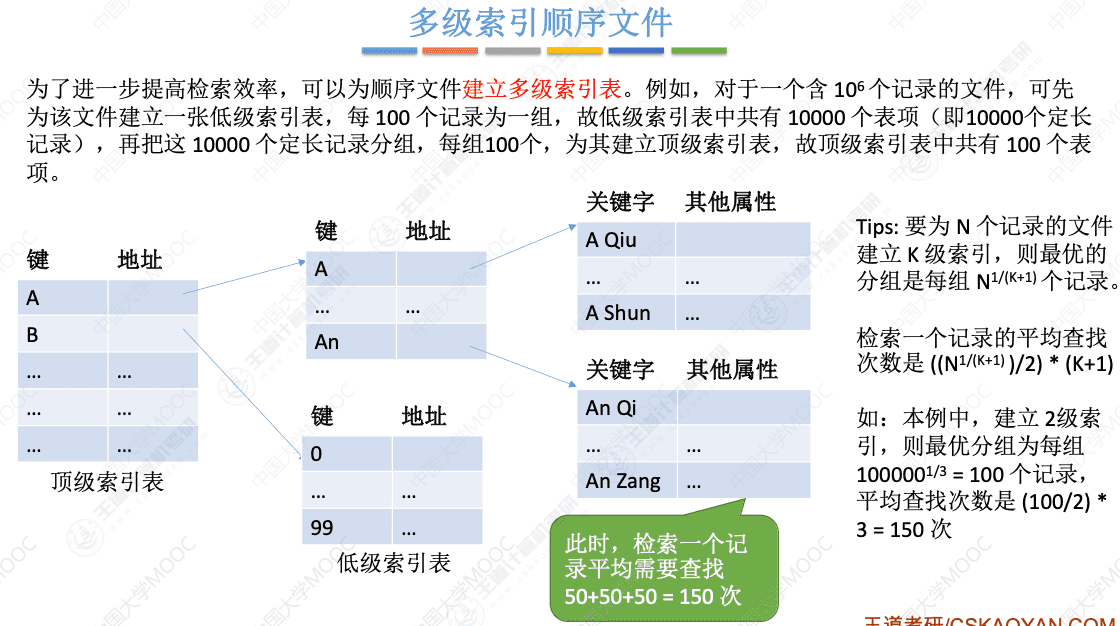 多级索引顺序文件
为了进一步提高检索效率，可以为顺序文件建立多级索引表。例如，对于一个含 10⁶ 个记录的文件，可先
为该文件建立一张低级索引表，每 100 个记录为一组，故低级索引表中共有 10000 个表项（即10000个定长
记录），再把这 10000 个定长记录分组，每组100个，为其建立顶级索引表，故顶级索引表中共有 100 个表
项。
键 地址
A
B
... ...
... ...
... ...
顶级索引表
键 地址
A
... ...
An
键 地址
0
... ...
99 ...
低级索引表
关键字 其他属性
A Qiu
... ...
A Shun ...
关键字 其他属性
An Qi
... ...
An Zang ...
此时，检索一个记
录平均需要查找
50+50+50 = 150 次
Tips: 要为 N 个记录的文件
建立 K 级索引，则最优的
分组是每组 N^1/(K+1) 个记录。
检索一个记录的平均查找
次数是 ((N^1/(K+1) )/2) * (K+1)
如：本例中，建立 2级索
引，则最优分组为每组
100000^1/3 = 100 个记录，
平均查找次数是 (100/2) *
3 = 150 次
王道考研/CSKAOYAN.COM